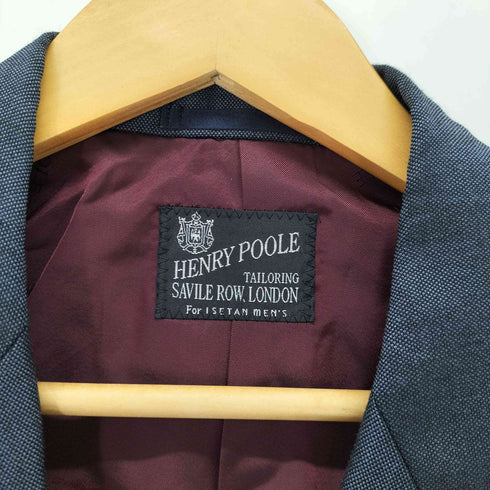 HENRY POOLE
TAILORING
SAVILE ROW, LONDON
For ISETAN MEN'S